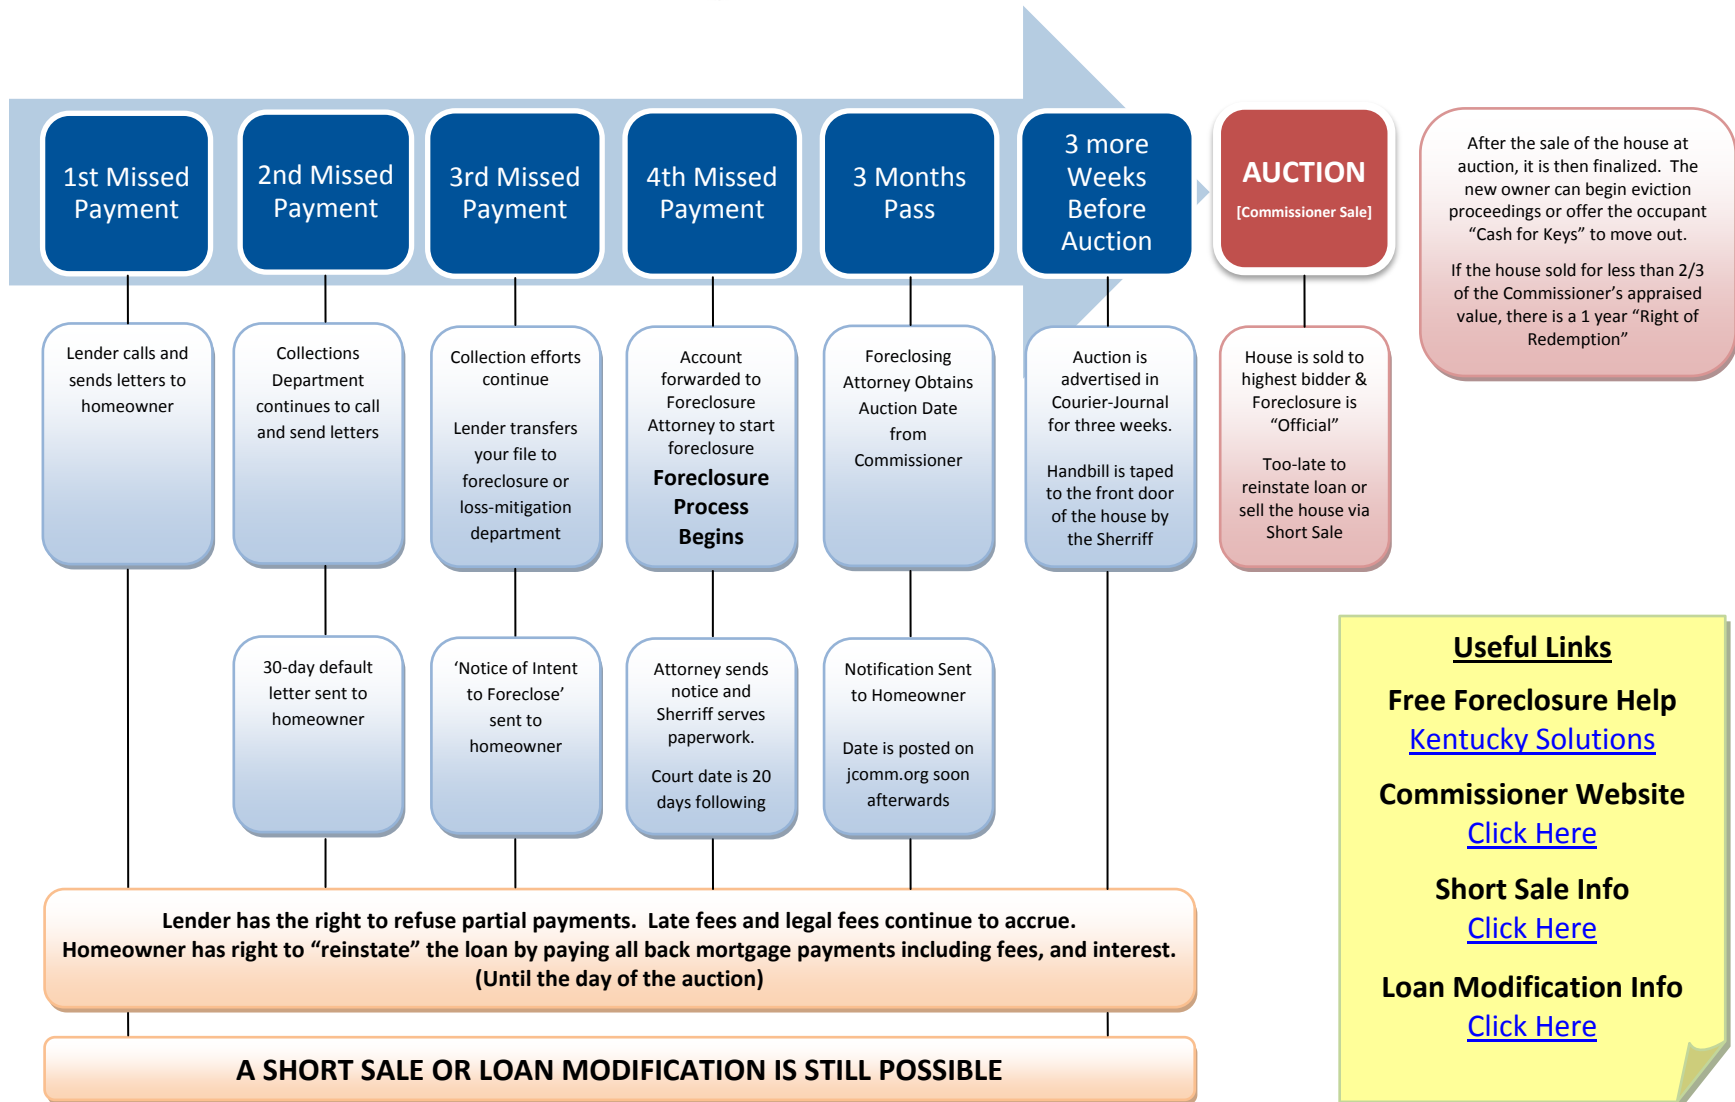 1st Missed
Payment
2nd Missed
Payment
3rd Missed
Payment
4th Missed
Payment
3 Months
Pass
3 more
Weeks
Before
Auction
AUCTION
[Commissioner Sale]
After the sale of the house at
auction, it is then finalized. The
new owner can begin eviction
proceedings or offer the occupant
“Cash for Keys” to move out.
If the house sold for less than 2/3
of the Commissioner’s appraised
value, there is a 1 year “Right of
Redemption”
Lender calls and
sends letters to
homeowner
Collections
Department
continues to call
and send letters
Collection efforts
continue
Lender transfers
your file to
foreclosure or
loss-mitigation
department
Account
forwarded to
Foreclosure
Attorney to start
foreclosure
Foreclosure
Process
Begins
Foreclosing
Attorney Obtains
Auction Date
from
Commissioner
Auction is
advertised in
Courier-Journal
for three weeks.
Handbill is taped
to the front door
of the house by
the Sherriff
House is sold to
highest bidder &
Foreclosure is
“Official”
Too-late to
reinstate loan or
sell the house via
Short Sale
30-day default
letter sent to
homeowner
‘Notice of Intent
to Foreclose’
sent to
homeowner
Attorney sends
notice and
Sherriff serves
paperwork.
Court date is 20
days following
Notification Sent
to Homeowner
Date is posted on
jcomm.org soon
afterwards
Lender has the right to refuse partial payments. Late fees and legal fees continue to accrue.
Homeowner has right to “reinstate” the loan by paying all back mortgage payments including fees, and interest.
(Until the day of the auction)
A SHORT SALE OR LOAN MODIFICATION IS STILL POSSIBLE
Useful Links
Free Foreclosure Help
Kentucky Solutions
Commissioner Website
Click Here
Short Sale Info
Click Here
Loan Modification Info
Click Here